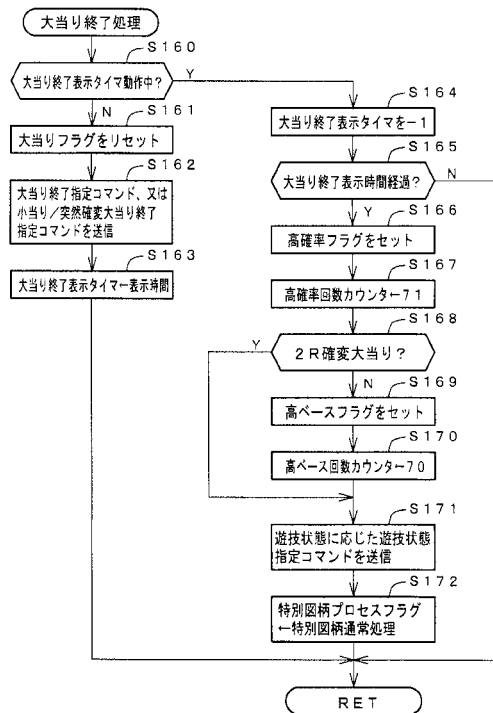 大当り終了処理
S160
大当り終了表示タイマ動作中?
Y
N
S161
大当りフラグをリセット
S162
大当り終了指定コマンド、又は
小当り/突然確変大当り終了
指定コマンドを送信
S163
大当り終了表示タイマ←表示時間
S164
大当り終了表示タイマを-1
S165
大当り終了表示時間経過?
N
Y
S166
高確率フラグをセット
S167
高確率回数カウンタ←71
S168
2R確変大当り?
Y
N
S169
高ベースフラグをセット
S170
高ベース回数カウンタ←70
S171
遊技状態に応じた遊技状態
指定コマンドを送信
S172
特別図柄プロセスフラグ
←特別図柄通常処理
RET